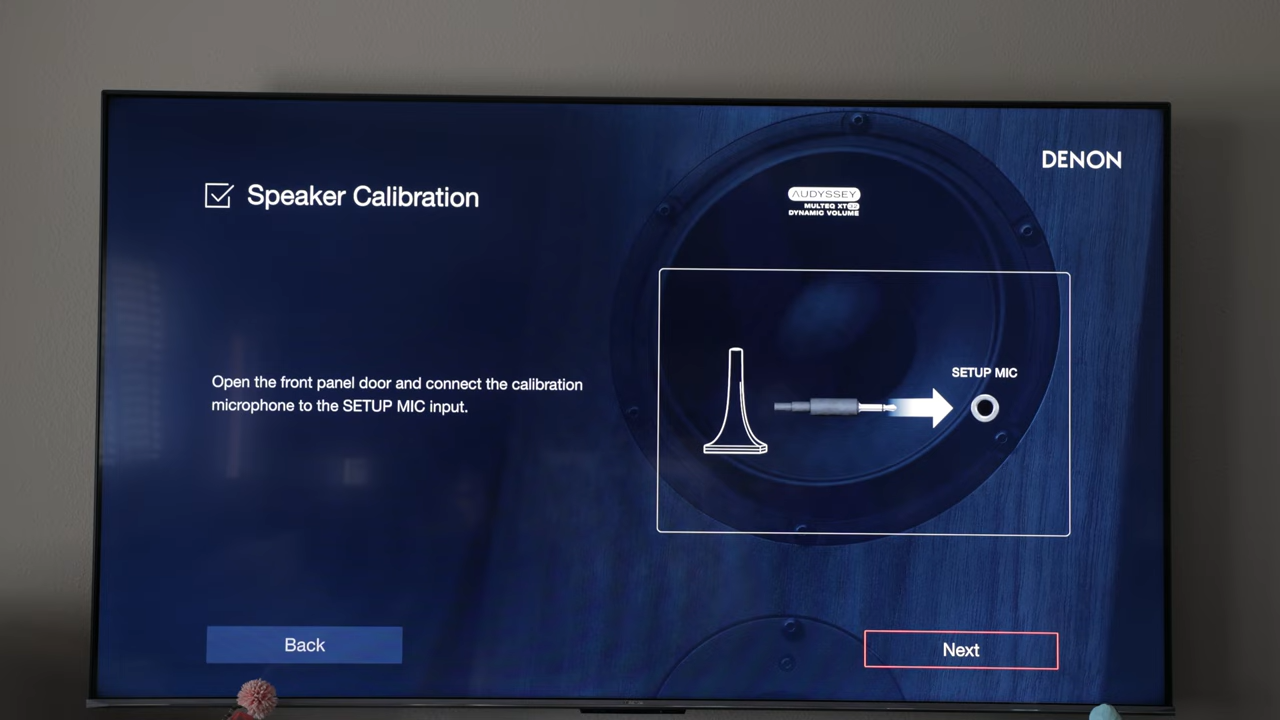 DENON
Speaker Calibration
AUDYSSEY
MULTEQ XT32
DYNAMIC VOLUME
SETUP MIC
Open the front panel door and connect the calibration
microphone to the SETUP MIC input.
Back
Next